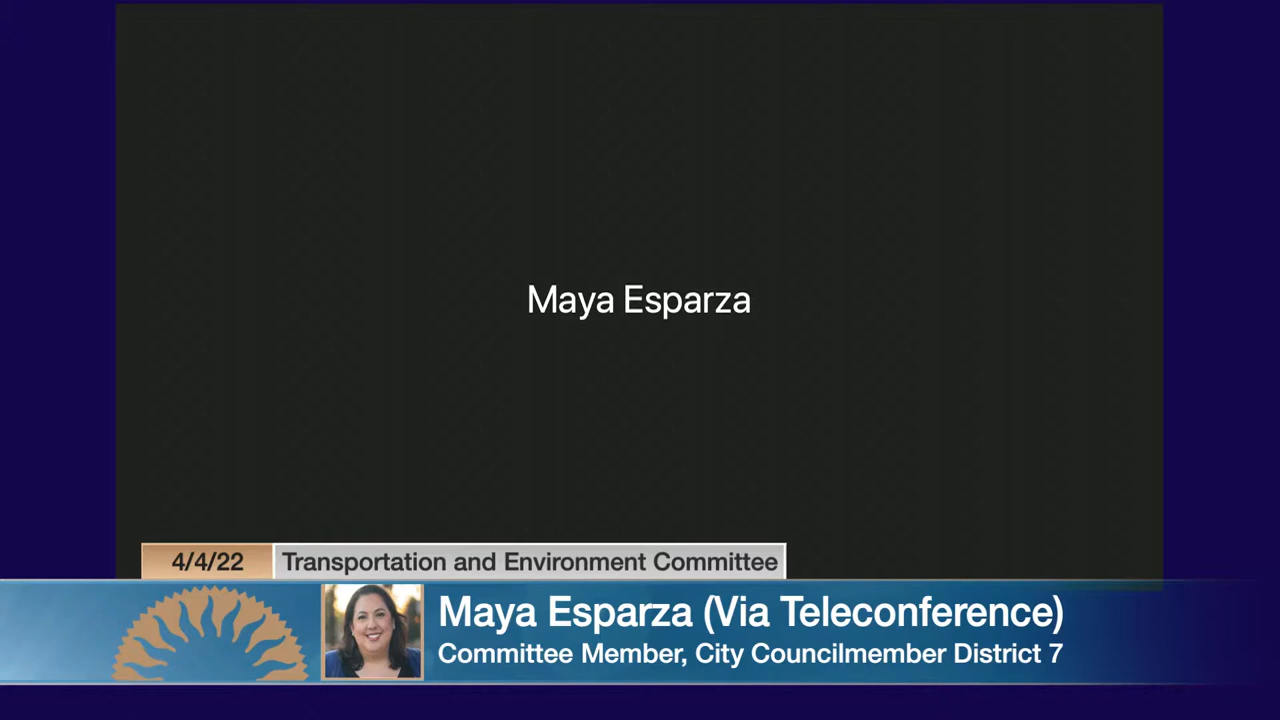 Maya Esparza
4/4/22
Transportation and Environment Committee
Maya Esparza (Via Teleconference)
Committee Member, City Councilmember District 7